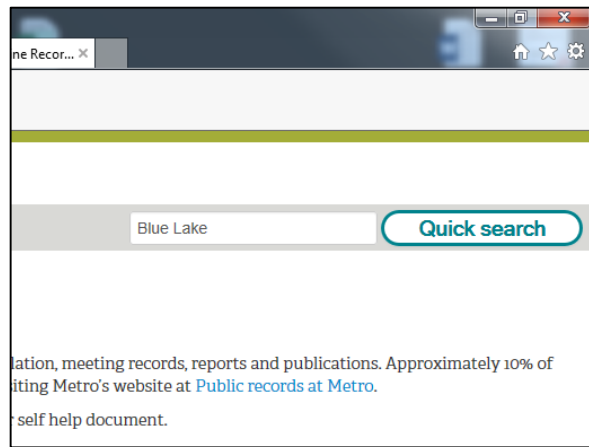 ne Recor...
Blue Lake
Quick search
lation, meeting records, reports and publications. Approximately 10% of
siting Metro's website at Public records at Metro.
self help document.